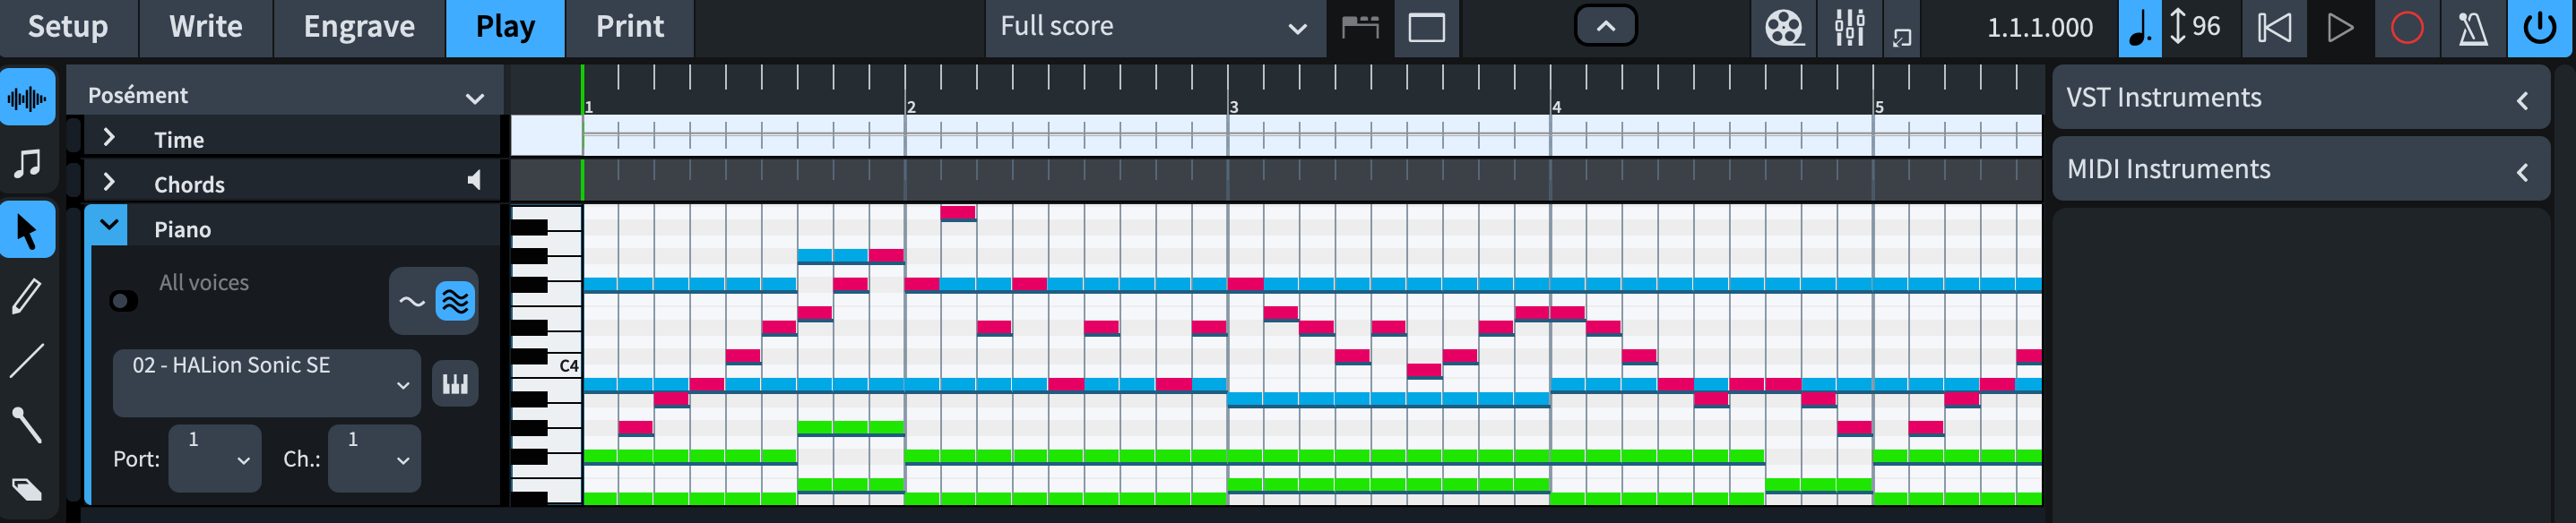 Setup Write Engrave Play Print Full score 1.1.1.000 96
Posément
1 2 3 4 5
VST Instruments
Time
MIDI Instruments
Chords
Piano
All voices
C4
02 - HALion Sonic SE
Port: 1 Ch.: 1